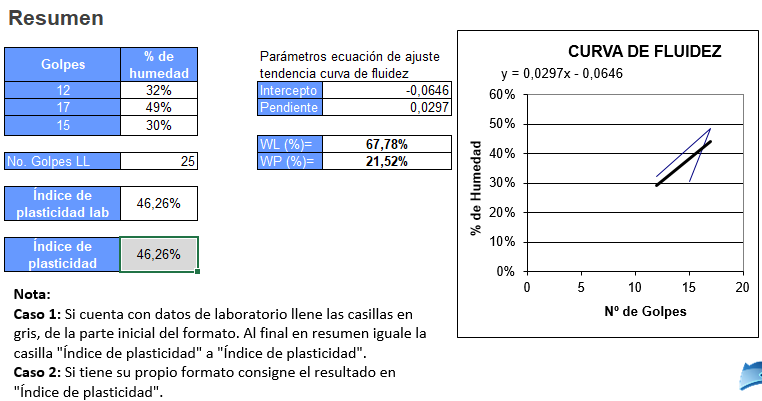 Resumen
Golpes
% de
humedad
12
32%
17
49%
15
30%
No. Golpes LL
25
Índice de
plasticidad lab
46,26%
Índice de
plasticidad
46,26%
Parámetros ecuación de ajuste
tendencia curva de fluidez
Intercepto
-0,0646
Pendiente
0,0297
WL (%)=
67,78%
WP (%)=
21,52%
CURVA DE FLUIDEZ
y = 0,0297x - 0,0646
60%
50%
40%
30%
20%
10%
0%
% de Humedad
0
5
10
15
20
Nº de Golpes
Nota:
Caso 1: Si cuenta con datos de laboratorio llene las casillas en
gris, de la parte inicial del formato. Al final en resumen iguale la
casilla "Índice de plasticidad" a "Índice de plasticidad".
Caso 2: Si tiene su propio formato consigne el resultado en
"Índice de plasticidad".